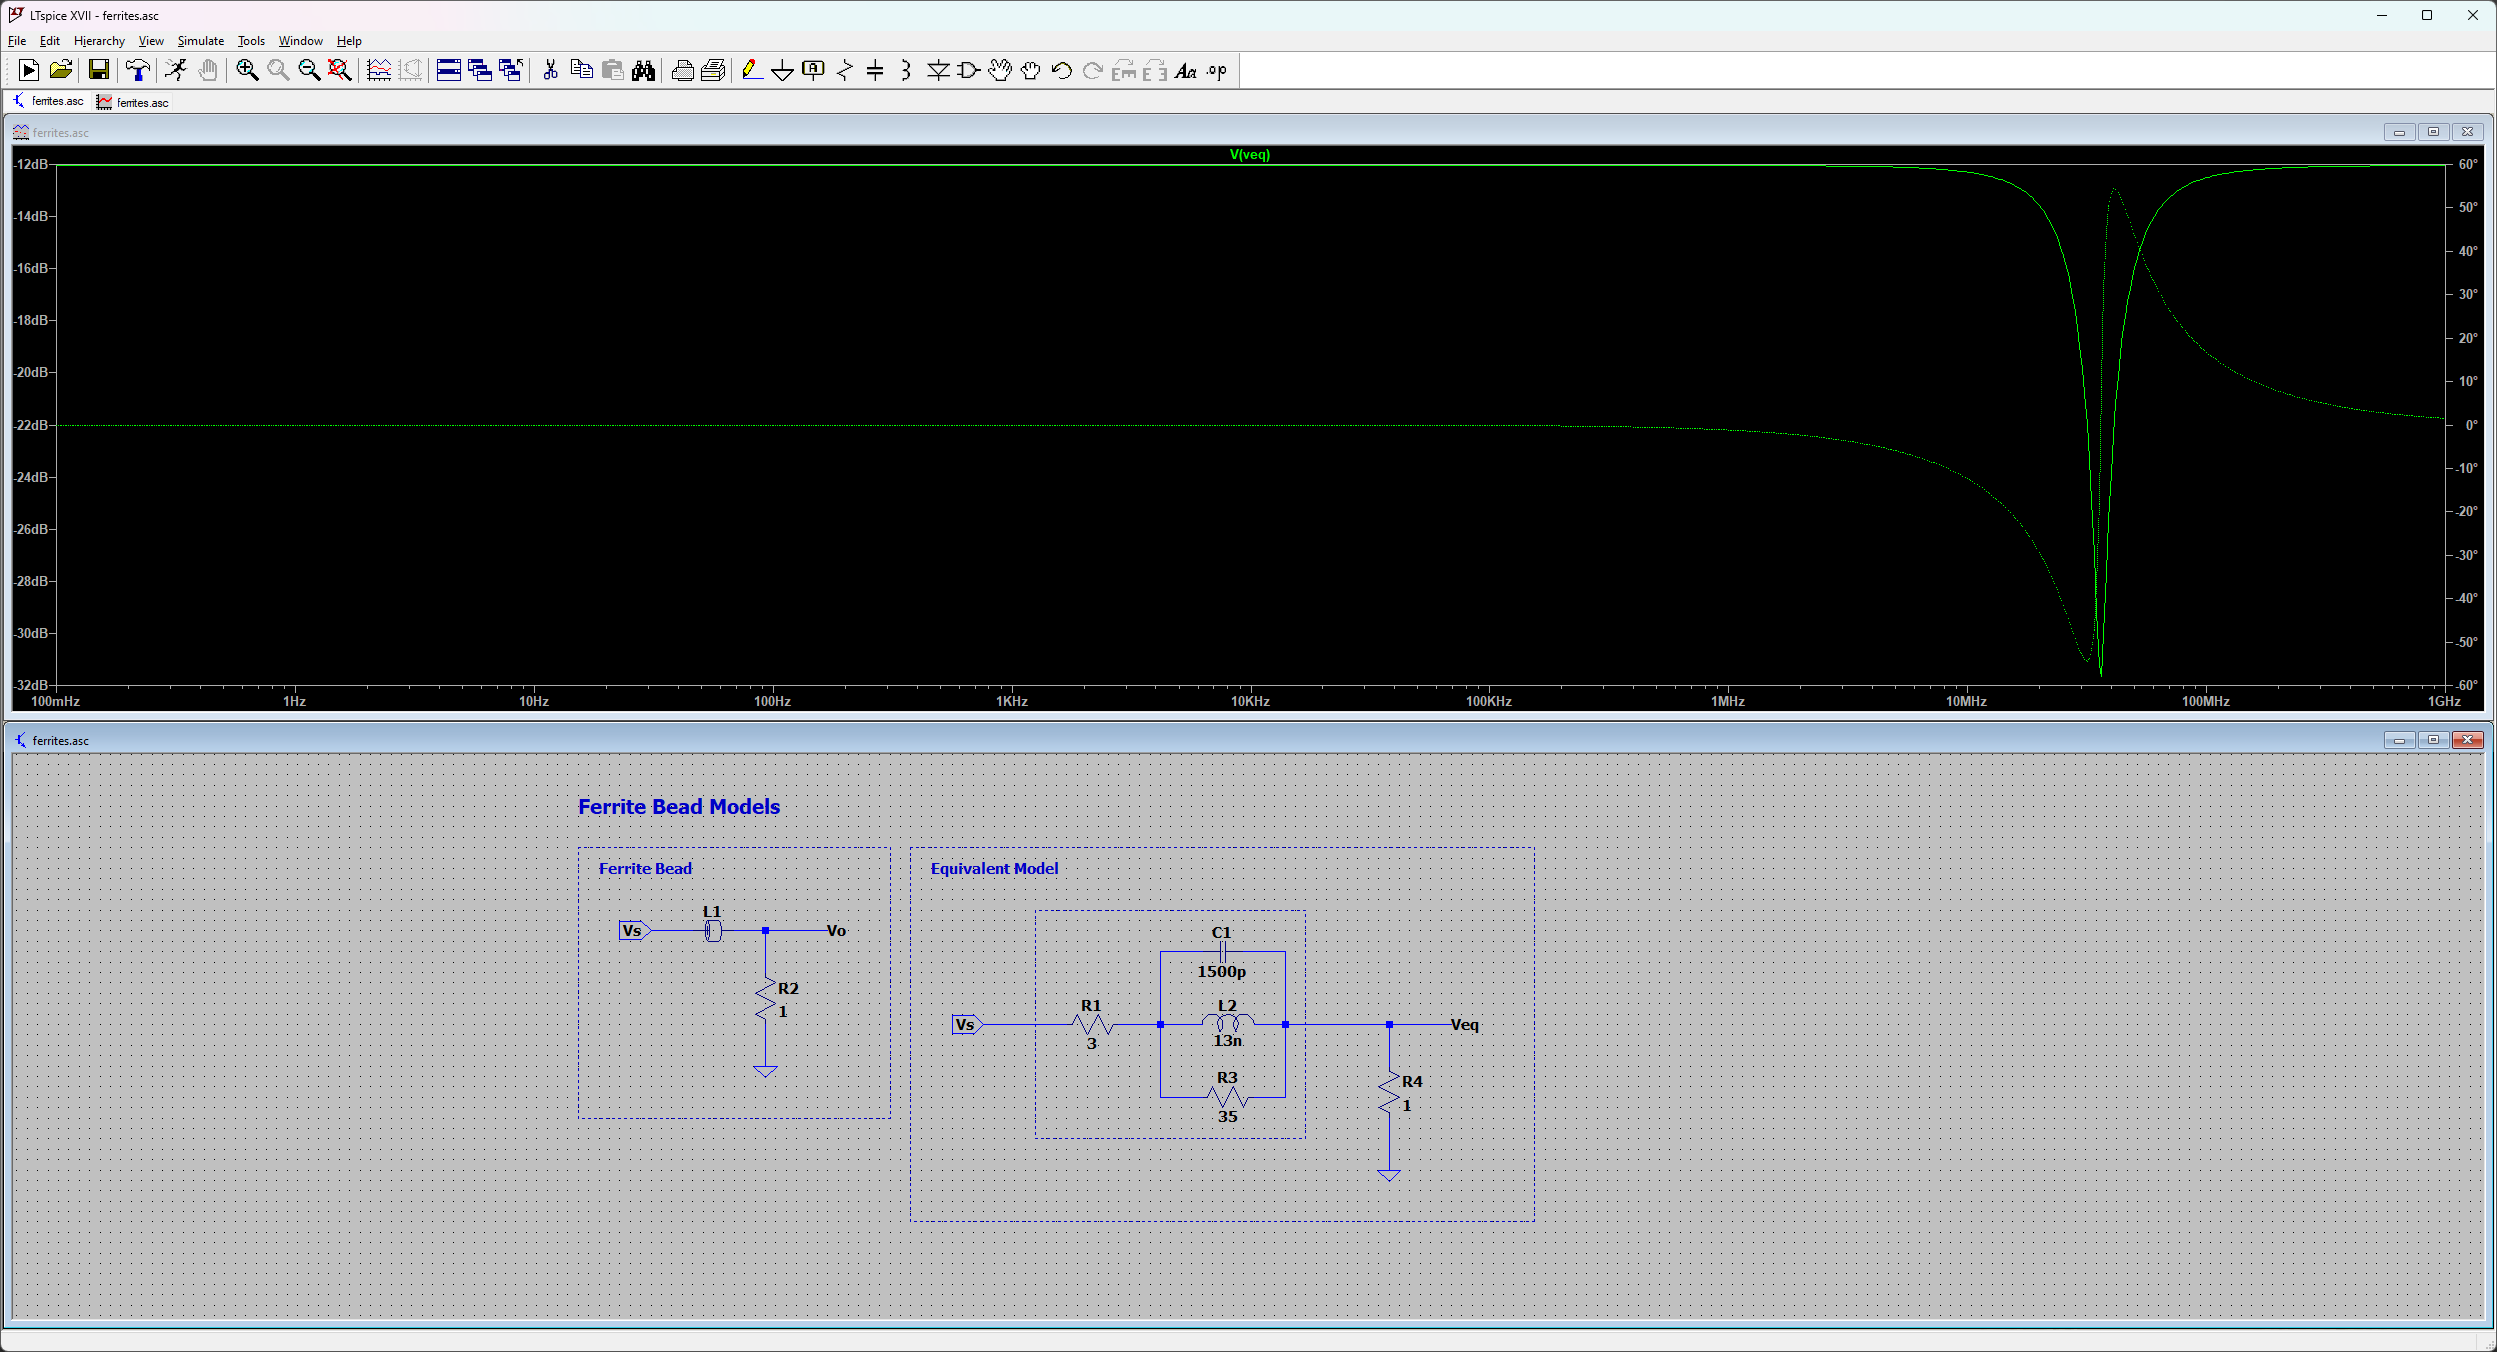 LTspice XVII - ferrites.asc
File Edit Hierarchy View Simulate Tools Window Help
A Aa .op
ferrites.asc ferrites.asc
ferrites.asc
V(veq)
-12dB 60°
-14dB 50°
-16dB 40°
-18dB 30°
20°
-20dB 10°
-22dB 0°
-24dB -10°
-26dB -20°
-28dB -30°
-40°
-30dB -50°
-32dB -60°
100mHz 1Hz 10Hz 100Hz 1KHz 10KHz 100KHz 1MHz 10MHz 100MHz 1GHz
ferrites.asc
Ferrite Bead Models
Ferrite Bead
L1
Vs Vo
R2
1
Equivalent Model
C1
1500p
R1 L2
Vs Veq
3 13n
R3
35
R4
1